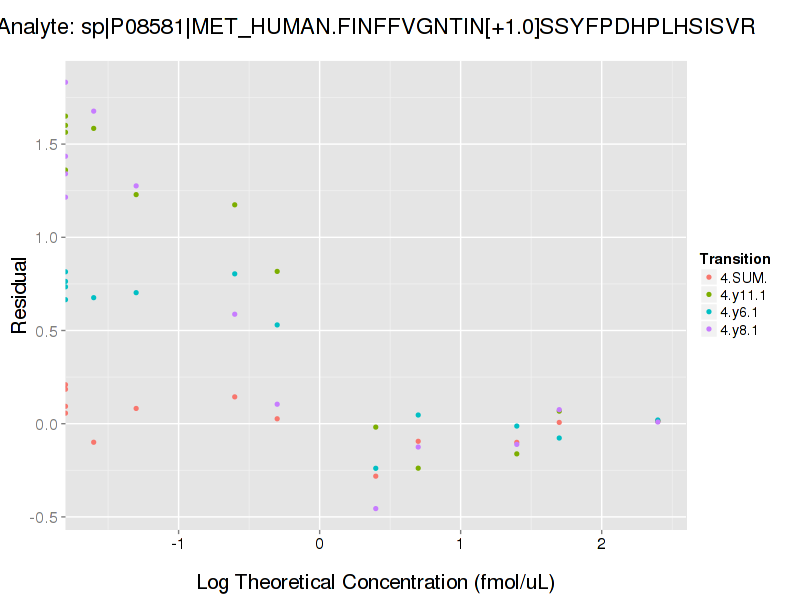 Analyte: sp|P08581|MET_HUMAN.FINFFVGNTIN[+1.0]SSYFPDHPLHSISVR
1.5
1.0
0.5
0.0
-0.5
Residual
-1
0
1
2
Log Theoretical Concentration (fmol/uL)
Transition
4.SUM.
4.y11.1
4.y6.1
4.y8.1